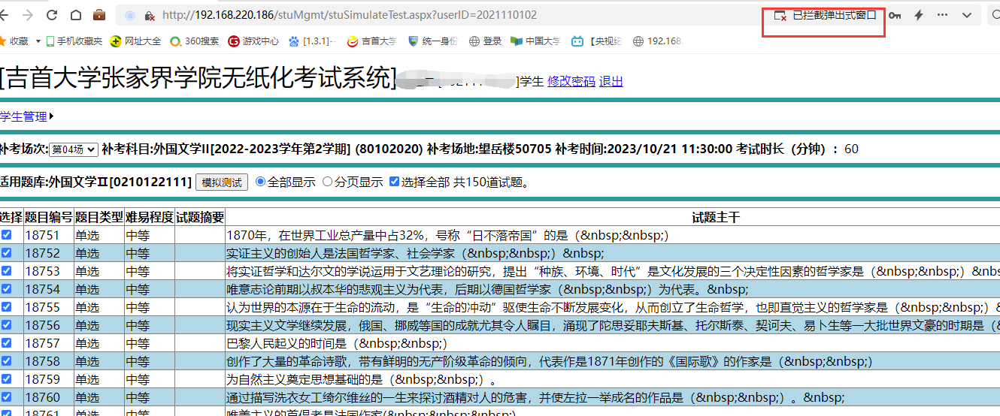 http://192.168.220.186/stuMgmt/stuSimulateTest.aspx?userID=2021110102 已拦截弹出式窗口
收藏 手机收藏夹 网址大全 360搜索 游戏中心 [1.3.1]-- 吉首大学 统一身份 登录 中国大学 【央视纪 192.168.
[吉首大学张家界学院无纸化考试系统] ]学生 修改密码 退出
学生管理
补考场次: 第04场 补考科目:外国文学II[2022-2023学年第2学期] (80102020) 补考场地:望岳楼50705 补考时间:2023/10/21 11:30:00 考试时长（分钟）: 60
适用题库:外国文学Ⅱ[0210122111] 模拟测试 全部显示 分页显示 选择全部 共150道试题。
选择 题目编号 题目类型 难易程度 试题摘要 试题主干
18751 单选 中等 1870年，在世界工业总产量中占32%，号称“日不落帝国”的是（&nbsp;&nbsp;）
18752 单选 中等 实证主义的创始人是法国哲学家、社会学家（&nbsp;&nbsp;）&nbsp;
18753 单选 中等 将实证哲学和达尔文的学说运用于文艺理论的研究，提出“种族、环境、时代”是文化发展的三个决定性因素的哲学家是（&nbsp;&nbsp;）&nbs
18754 单选 中等 唯意志论前期以叔本华的悲观主义为代表，后期以德国哲学家（&nbsp;&nbsp;）为代表。&nbsp;
18755 单选 中等 认为世界的本源在于生命的流动，是“生命的冲动”驱使生命不断发展变化，从而创立了生命哲学，也即直觉主义的哲学家是（&nbsp;&nbsp;）&
18756 单选 中等 现实主义文学继续发展，俄国、挪威等国的成就尤其令人瞩目，涌现了陀思妥耶夫斯基、托尔斯泰、契诃夫、易卜生等一大批世界文豪的时期是（&
18757 单选 中等 巴黎人民起义的时间是（&nbsp;&nbsp;）
18758 单选 中等 创作了大量的革命诗歌，带有鲜明的无产阶级革命的倾向，代表作是1871年创作的《国际歌》的作家是（&nbsp;&nbsp;）
18759 单选 中等 为自然主义奠定思想基础的是（&nbsp;&nbsp;）。
18760 单选 中等 通过描写洗衣女工绮尔维丝的一生来探讨酒精对人的危害，并使左拉一举成名的作品是（&nbsp;&nbsp;）。&nbsp;
18761 单选 中等 唯美主义的首倡者是法国作家(&nbsp;&nbsp;&nbsp;)